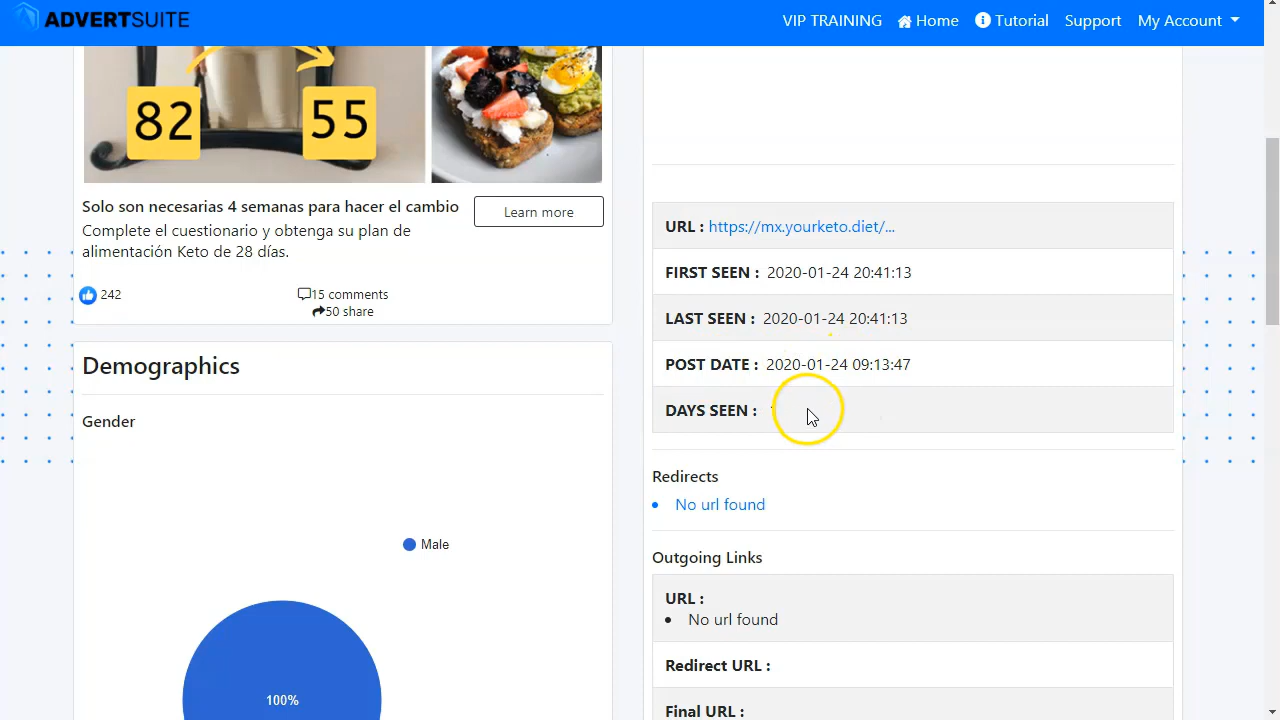 ADVERTSUITE
VIP TRAINING Home Tutorial Support My Account
82 55
Solo son necesarias 4 semanas para hacer el cambio
Learn more
Complete el cuestionario y obtenga su plan de
alimentación Keto de 28 días.
242 15 comments
50 share
Demographics
Gender
Male
100%
URL : https://mx.yourketo.diet/...
FIRST SEEN : 2020-01-24 20:41:13
LAST SEEN : 2020-01-24 20:41:13
POST DATE : 2020-01-24 09:13:47
DAYS SEEN :
Redirects
No url found
Outgoing Links
URL :
No url found
Redirect URL :
Final URL :